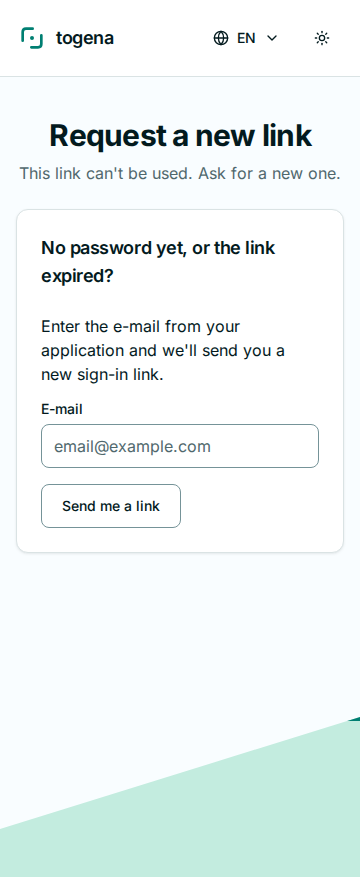 togena
EN
Request a new link
This link can't be used. Ask for a new one.
No password yet, or the link
expired?
Enter the e-mail from your
application and we'll send you a
new sign-in link.
E-mail
email@example.com
Send me a link